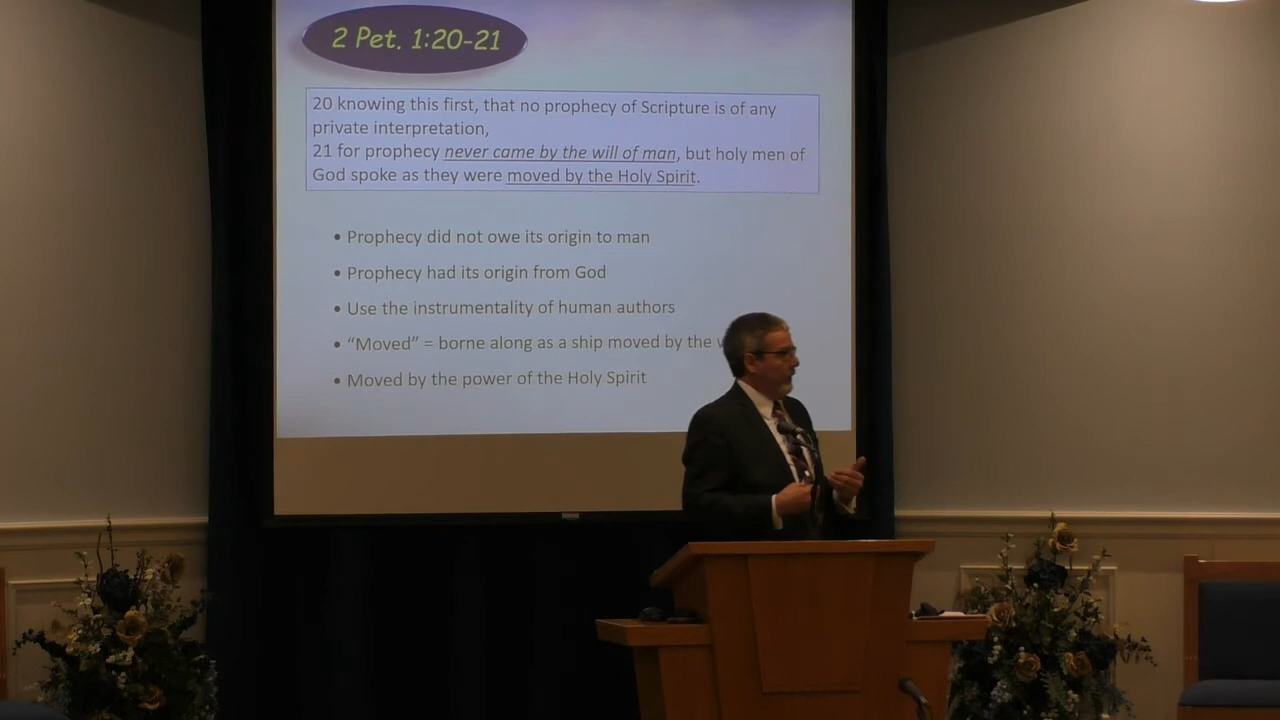 2 Pet. 1:20-21
20 knowing this first, that no prophecy of Scripture is of any
private interpretation,
21 for prophecy never came by the will of man, but holy men of
God spoke as they were moved by the Holy Spirit.
• Prophecy did not owe its origin to man
• Prophecy had its origin from God
• Use the instrumentality of human authors
• “Moved” = borne along as a ship moved by the
• Moved by the power of the Holy Spirit